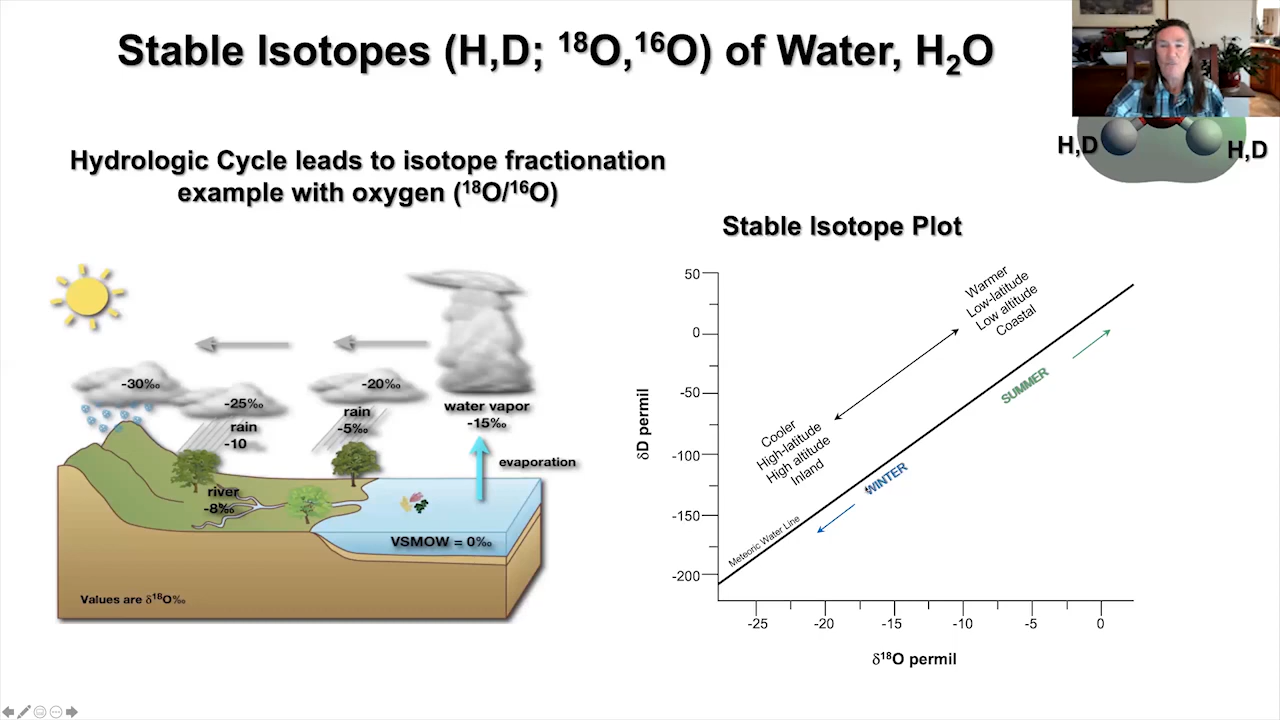 Stable Isotopes (H,D; ¹⁸O,¹⁶O) of Water, H₂O
H,D
H,D
Hydrologic Cycle leads to isotope fractionation
example with oxygen (¹⁸O/¹⁶O)
-30‰
-25‰
-20‰
rain
-10
rain
-5‰
water vapor
-15‰
evaporation
river
-8‰
VSMOW = 0‰
Values are δ¹⁸O‰
Stable Isotope Plot
50
0
-50
-100
-150
-200
δD permil
Warmer
Low-latitude
Low altitude
Coastal
SUMMER
Cooler
High-latitude
High altitude
Inland
WINTER
Meteoric Water Line
-25
-20
-15
-10
-5
0
δ¹⁸O permil